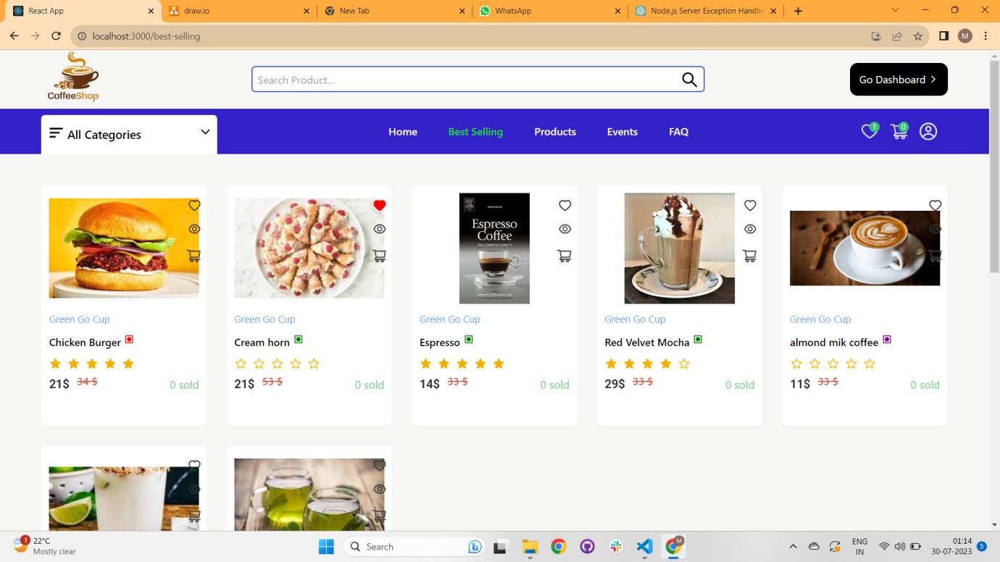 React App
draw.io
New Tab
WhatsApp
Node.js Server Exception Handlin
localhost:3000/best-selling
M
CoffeeShop
Search Product...
Go Dashboard
All Categories
Home
Best Selling
Products
Events
FAQ
1
0
Green Go Cup
Chicken Burger
21$ 34 $
0 sold
Green Go Cup
Cream horn
21$ 53 $
0 sold
Espresso
Coffee
THE SCIENCE OF QUALITY
Green Go Cup
Espresso
14$ 33 $
0 sold
Green Go Cup
Red Velvet Mocha
29$ 33 $
0 sold
Green Go Cup
almond mik coffee
11$ 33 $
0 sold
1
22°C
Mostly clear
Search
M
ENG
IN
01:14
30-07-2023
5